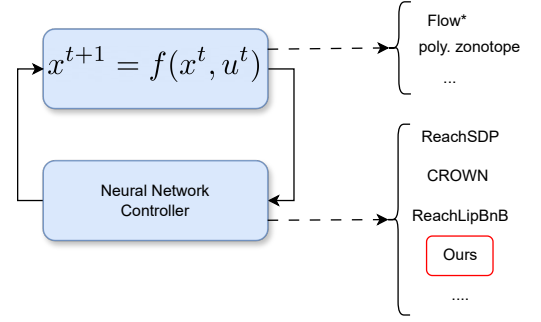 x^{t+1} = f(x^t, u^t)
Flow*
poly. zonotope
...
Neural Network
Controller
ReachSDP
CROWN
ReachLipBnB
Ours
....